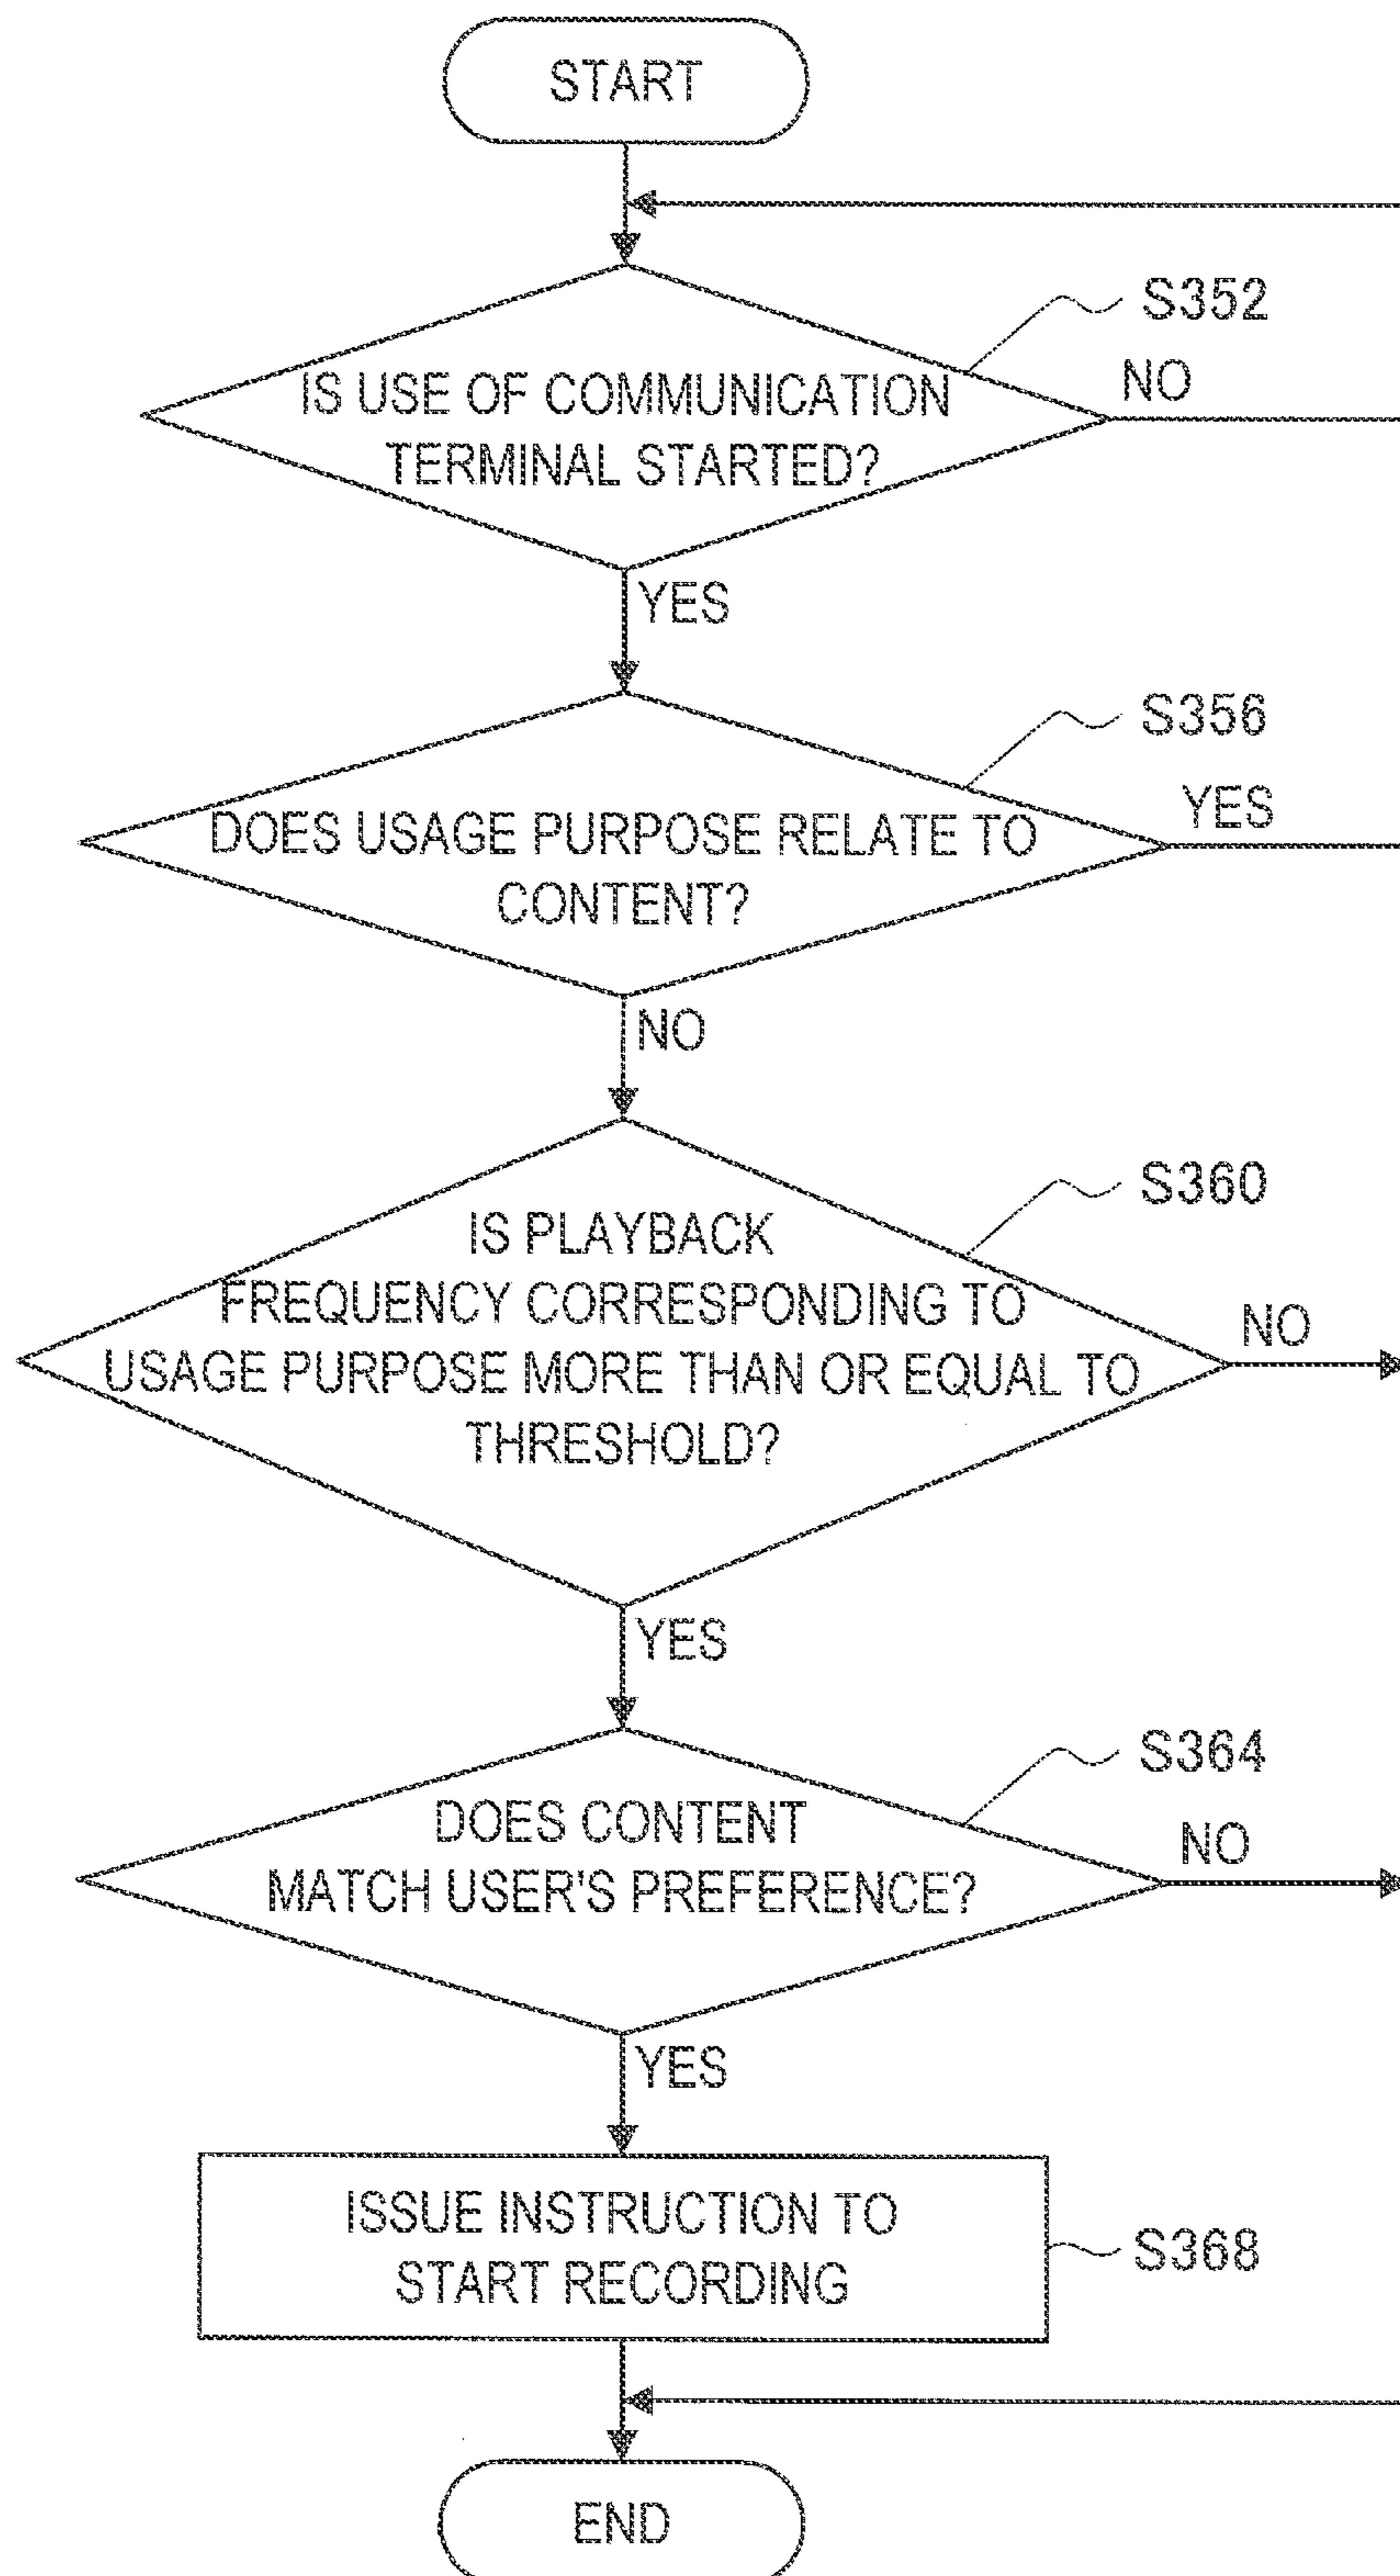 START
S352
IS USE OF COMMUNICATION
NO
TERMINAL STARTED?
YES
S356
DOES USAGE PURPOSE RELATE TO
YES
CONTENT?
NO
S360
IS PLAYBACK
FREQUENCY CORRESPONDING TO
NO
USAGE PURPOSE MORE THAN OR EQUAL TO
THRESHOLD?
YES
S364
DOES CONTENT
NO
MATCH USER'S PREFERENCE?
YES
ISSUE INSTRUCTION TO
S368
START RECORDING
END